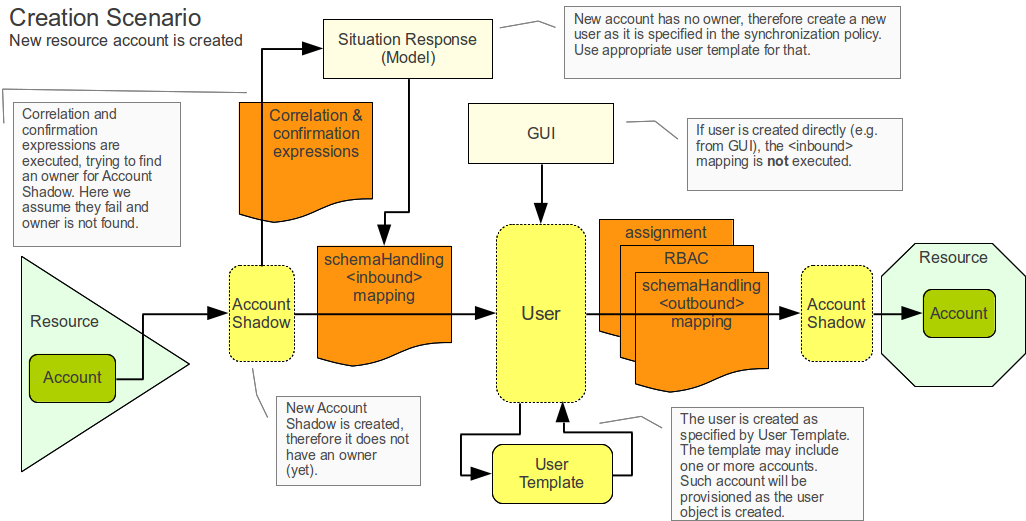 Creation Scenario
New resource account is created
Situation Response
(Model)
New account has no owner, therefore create a new
user as it is specified in the synchronization policy.
Use appropriate user template for that.
Correlation and
confirmation
expressions are
executed, trying to find
an owner for Account
Shadow. Here we
assume they fail and
owner is not found.
Correlation &
confirmation
expressions
GUI
If user is created directly (e.g.
from GUI), the <inbound>
mapping is not executed.
schemaHandling
<inbound>
mapping
assignment
RBAC
schemaHandling
<outbound>
mapping
Resource
Account
Account
Shadow
User
Account
Shadow
Resource
Account
New Account
Shadow is created,
therefore it does not
have an owner
(yet).
User
Template
The user is created as
specified by User Template.
The template may include
one or more accounts.
Such account will be
provisioned as the user
object is created.